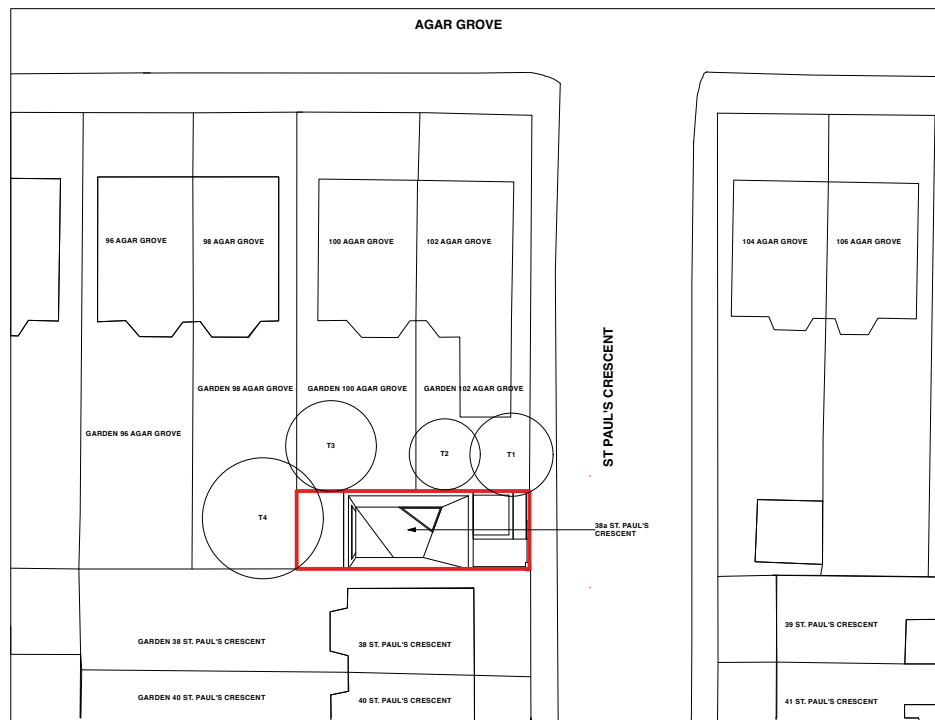 AGAR GROVE
96 AGAR GROVE
98 AGAR GROVE
100 AGAR GROVE
102 AGAR GROVE
104 AGAR GROVE
106 AGAR GROVE
ST PAUL'S CRESCENT
GARDEN 98 AGAR GROVE
GARDEN 100 AGAR GROVE
GARDEN 102 AGAR GROVE
GARDEN 96 AGAR GROVE
T3
T2
T1
T4
38a ST. PAUL'S
CRESCENT
GARDEN 38 ST. PAUL'S CRESCENT
38 ST. PAUL'S CRESCENT
39 ST. PAUL'S CRESCENT
GARDEN 40 ST. PAUL'S CRESCENT
40 ST. PAUL'S CRESCENT
41 ST. PAUL'S CRESCENT